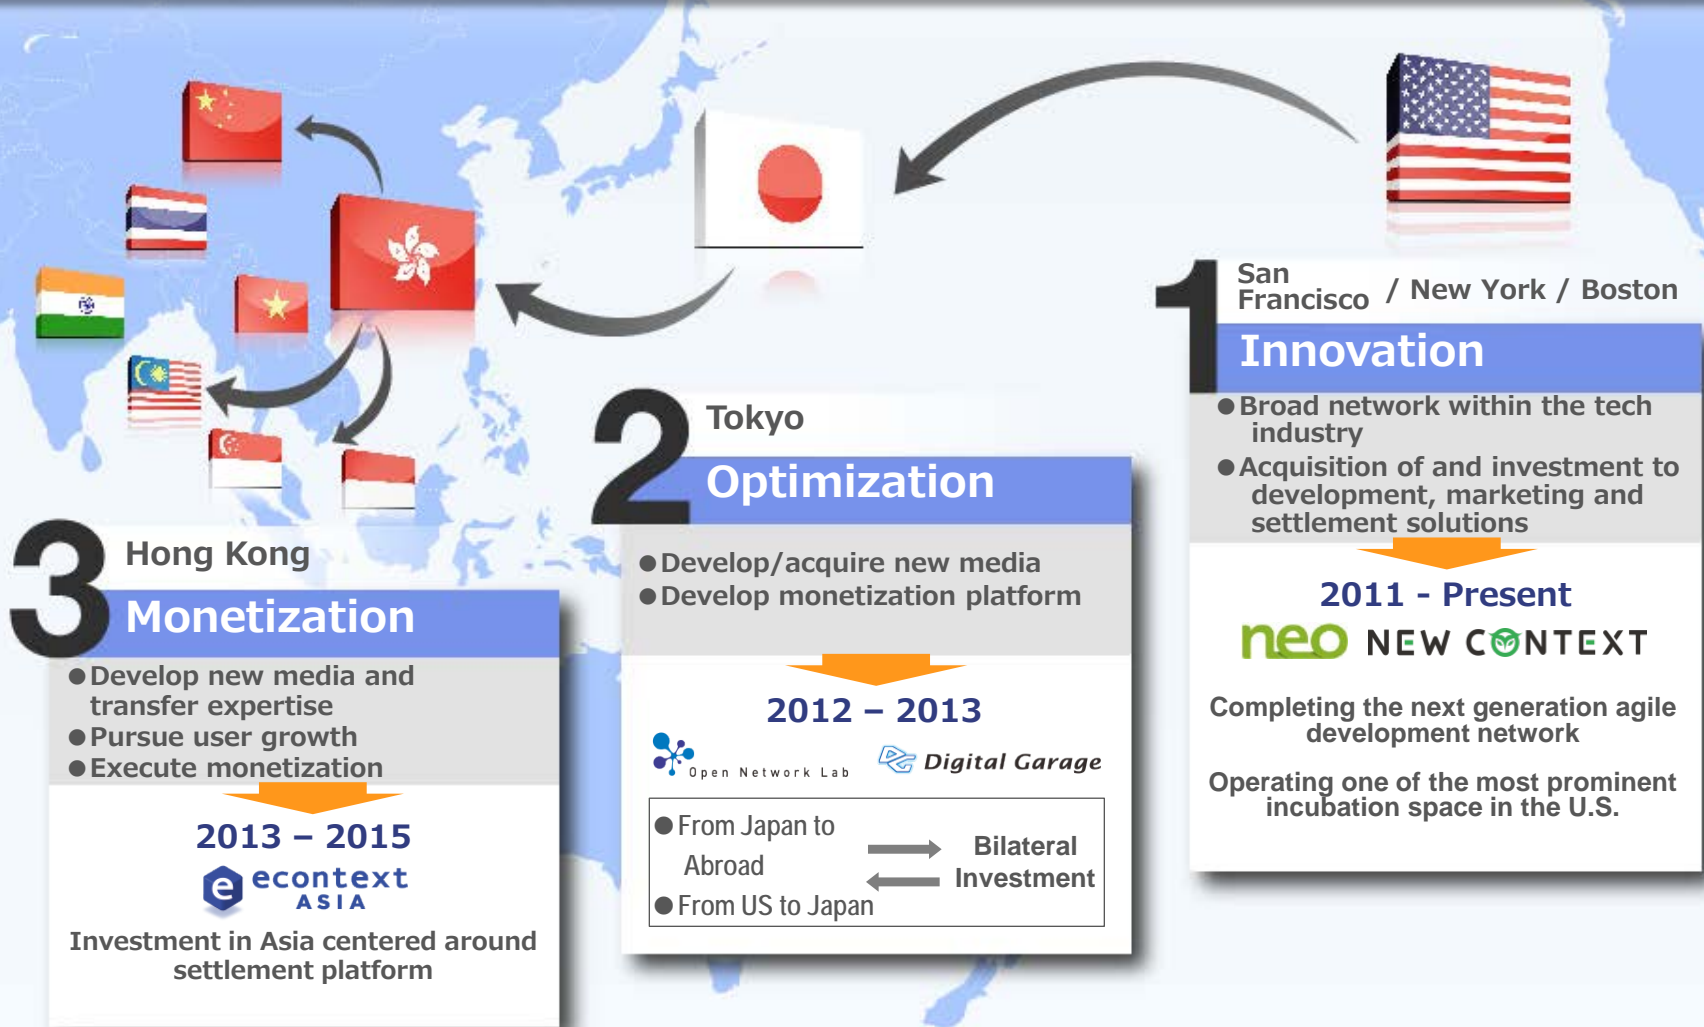 1
San
Francisco / New York / Boston
Innovation
●Broad network within the tech
industry
●Acquisition of and investment to
development, marketing and
settlement solutions
2011 - Present
neo NEW CONTEXT
Completing the next generation agile
development network
Operating one of the most prominent
incubation space in the U.S.
2
Tokyo
Optimization
●Develop/acquire new media
●Develop monetization platform
2012 – 2013
Open Network Lab DG Digital Garage
●From Japan to
Abroad
●From US to Japan
Bilateral
Investment
3
Hong Kong
Monetization
●Develop new media and
transfer expertise
●Pursue user growth
●Execute monetization
2013 – 2015
e econtext
ASIA
Investment in Asia centered around
settlement platform